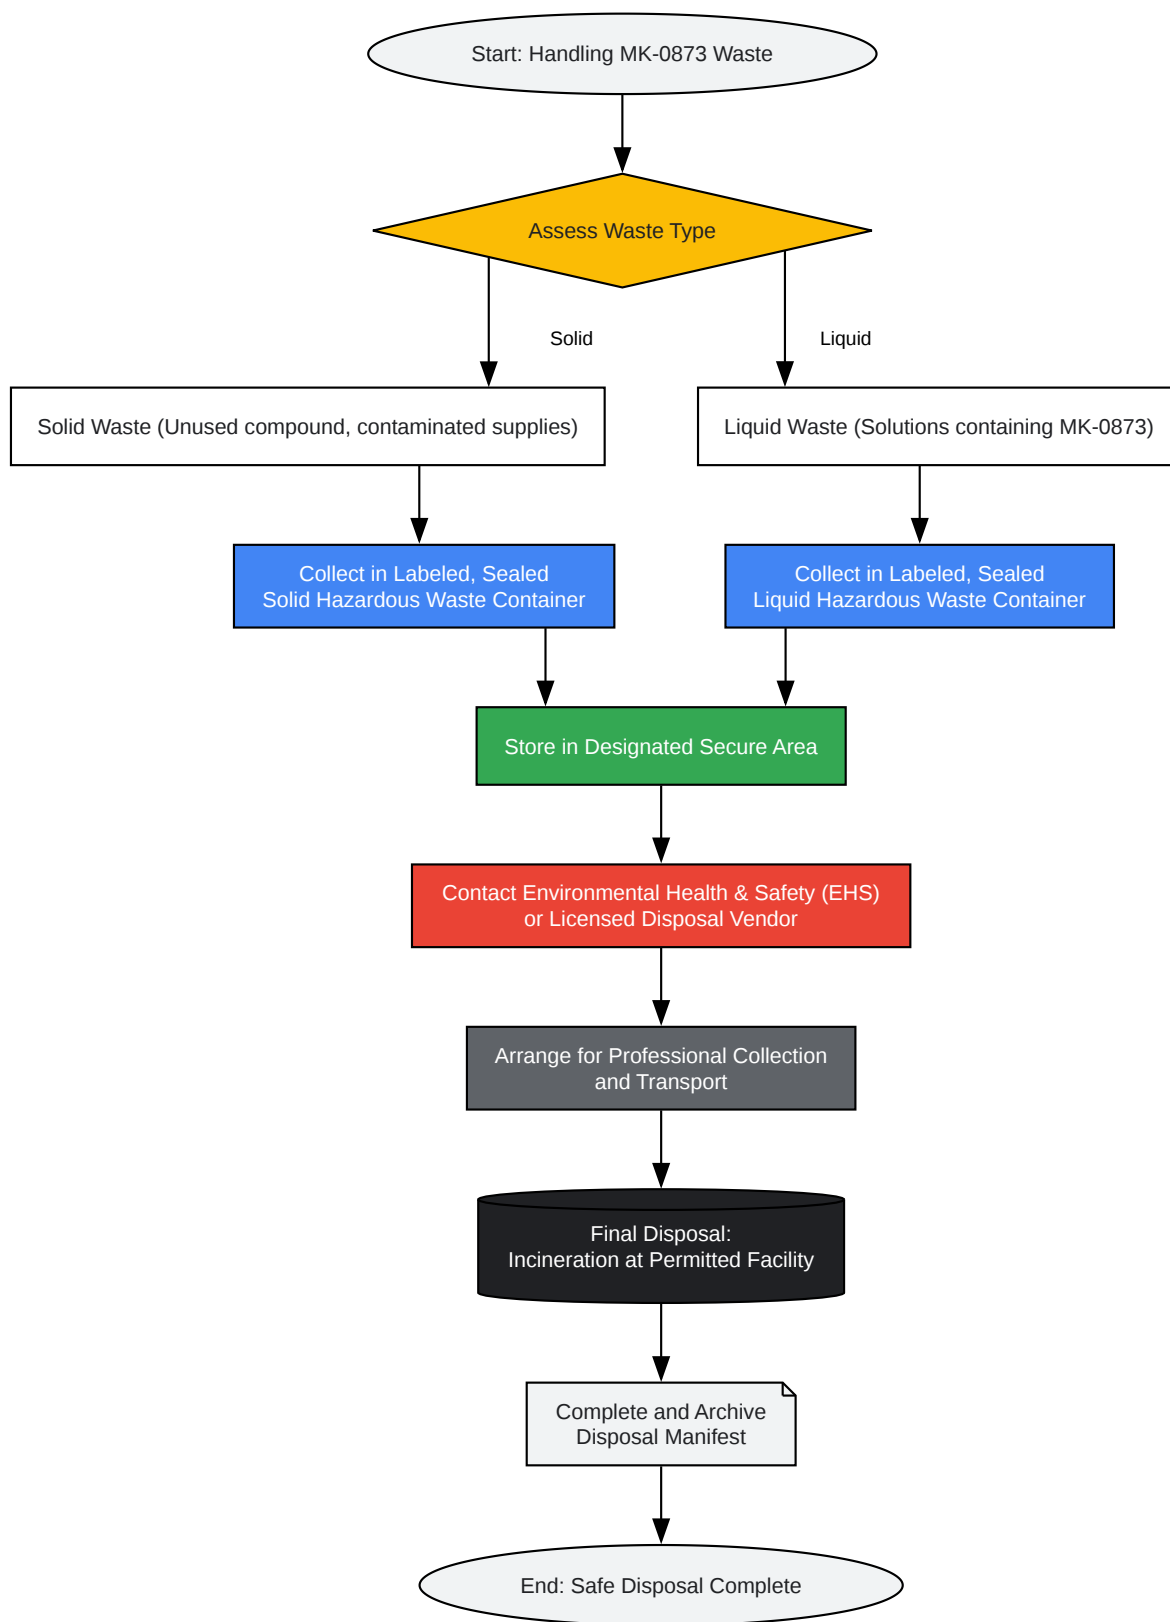 Start: Handling MK-0873 Waste
Assess Waste Type
Solid
Liquid
Solid Waste (Unused compound, contaminated supplies)
Liquid Waste (Solutions containing MK-0873)
Collect in Labeled, Sealed
Solid Hazardous Waste Container
Collect in Labeled, Sealed
Liquid Hazardous Waste Container
Store in Designated Secure Area
Contact Environmental Health & Safety (EHS)
or Licensed Disposal Vendor
Arrange for Professional Collection
and Transport
Final Disposal:
Incineration at Permitted Facility
Complete and Archive
Disposal Manifest
End: Safe Disposal Complete